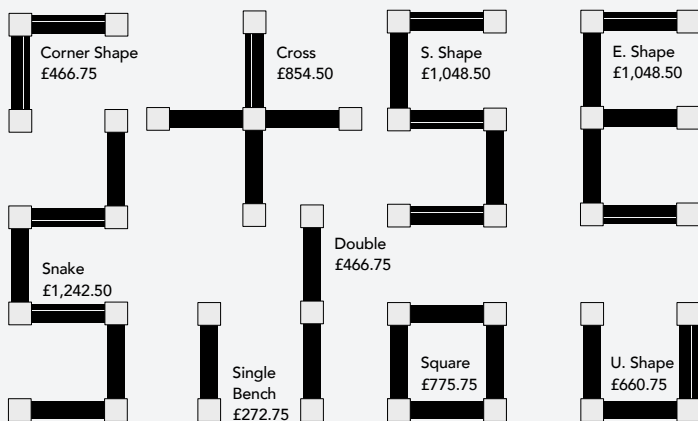 Corner Shape
£466.75
Cross
£854.50
S. Shape
£1,048.50
E. Shape
£1,048.50
Snake
£1,242.50
Double
£466.75
Single
Bench
£272.75
Square
£775.75
U. Shape
£660.75